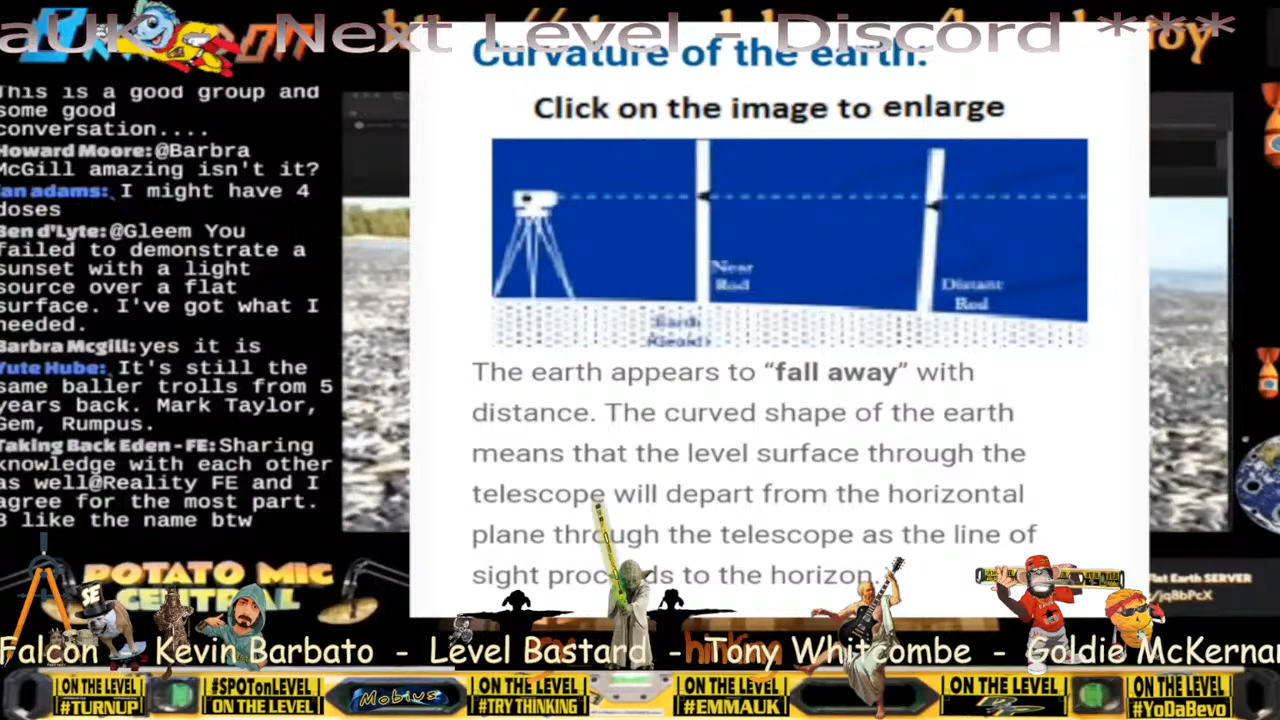 aUK - Next Level - Discord ***
Curvature of the earth:
Click on the image to enlarge
Near
Rod
Distant
Rod
Earth
(Geoid)
The earth appears to “fall away” with
distance. The curved shape of the earth
means that the level surface through the
telescope will depart from the horizontal
plane through the telescope as the line of
sight proc ds to the horizon.
This is a good group and
some good
conversation....
Howard Moore: @Barbra
McGill amazing isn't it?
ian adams: I might have 4
doses
Ben d'Lyte: @Gleem You
failed to demonstrate a
sunset with a light
source over a flat
surface. I've got what I
needed.
Barbra Mcgill: yes it is
Yute Hube: It's still the
same baller trolls from 5
years back. Mark Taylor,
Gem, Rumpus.
Taking Back Eden - FE: Sharing
knowledge with each other
as well@Reality FE and I
agree for the most part.
3 like the name btw
POTATO MIC
CENTRAL
SE
Flat Earth SERVER
/jq8bPcX
Falcon - Kevin Barbato - Level Bastard - Tony Whitcombe - Goldie McKernan
ON THE LEVEL
#TURNUP
#SPOTonLEVEL
ON THE LEVEL
Mobius
ON THE LEVEL
#TRY THINKING
ON THE LEVEL
#EMMAUK
ON THE LEVEL
ON THE LEVEL
#YoDaBevo